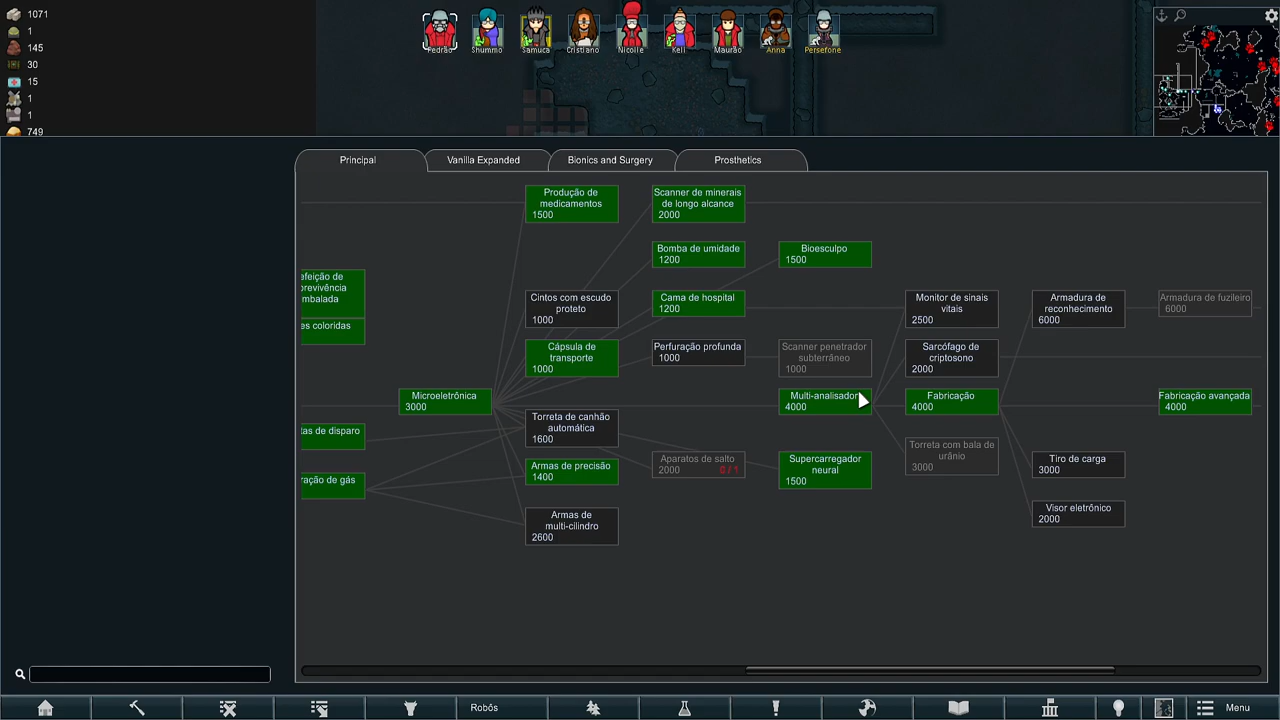 1071
1
145
30
15
1
1
749
Pedrão
Shummo
Samuca
Cristiano
Nicolle
Keli
Maurão
Anna
Persefone
Principal
Vanilla Expanded
Bionics and Surgery
Prosthetics
Produção de
medicamentos
1500
Scanner de minerais
de longo alcance
2000
Bomba de umidade
1200
Bioesculpo
1500
efeição de
brevivência
mbalada
es coloridas
Cintos com escudo
proteto
1000
Cama de hospital
1200
Monitor de sinais
vitais
2500
Armadura de
reconhecimento
6000
Armadura de fuzileiro
6000
Cápsula de
transporte
1000
Perfuração profunda
1000
Scanner penetrador
subterrâneo
1000
Sarcófago de
criptosono
2000
Microeletrônica
3000
Multi-analisador
4000
Fabricação
4000
Fabricação avançada
4000
tas de disparo
Torreta de canhão
automática
1600
Torreta com bala de
urânio
3000
Armas de precisão
1400
Aparatos de salto
2000
0 / 1
Supercarregador
neural
1500
Tiro de carga
3000
ração de gás
Armas de
multi-cilindro
2600
Visor eletrônico
2000
Robôs
Menu